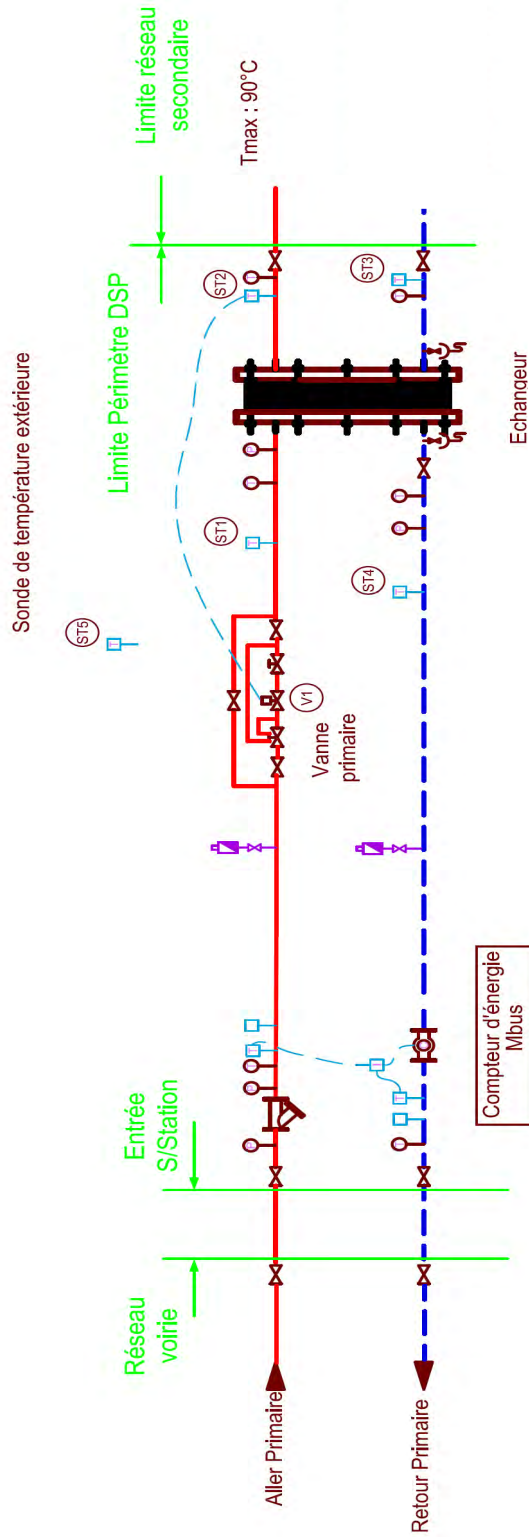 Sonde de température extérieure
Limite réseau
secondaire
Limite Périmètre DSP
Tmax : 90°C
ST5
ST2
ST1
ST3
ST4
V1
Vanne
primaire
Echangeur
Entrée
S/Station
Réseau
voirie
Aller Primaire
Retour Primaire
Compteur d'énergie
Mbus
T
T
T
T
T
T
T
T